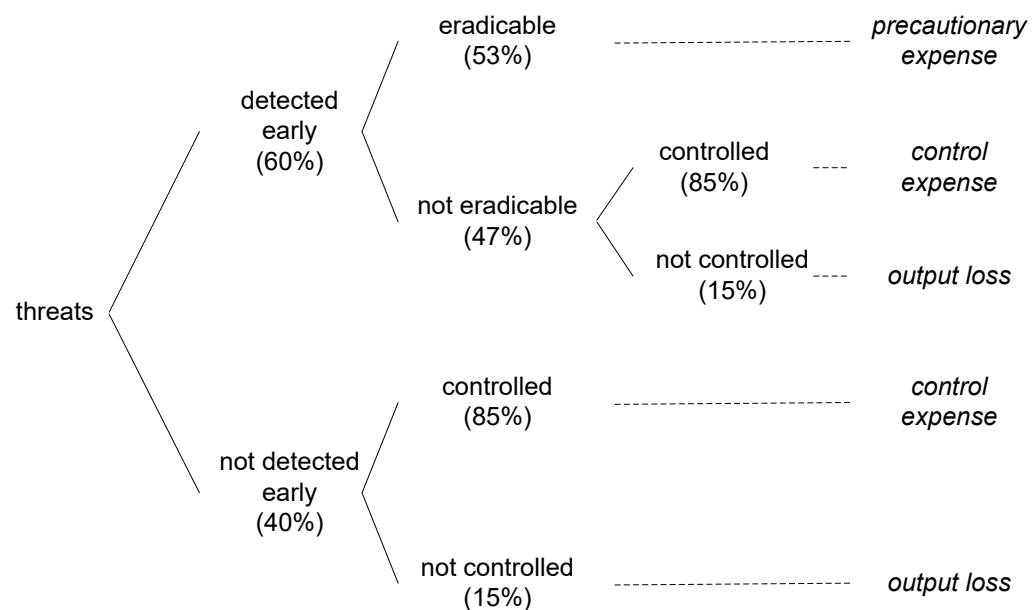 eradicable
(53%)
precautionary
expense
detected
early
(60%)
controlled
(85%)
control
expense
not eradicable
(47%)
not controlled
(15%)
output loss
threats
controlled
(85%)
control
expense
not detected
early
(40%)
not controlled
(15%)
output loss